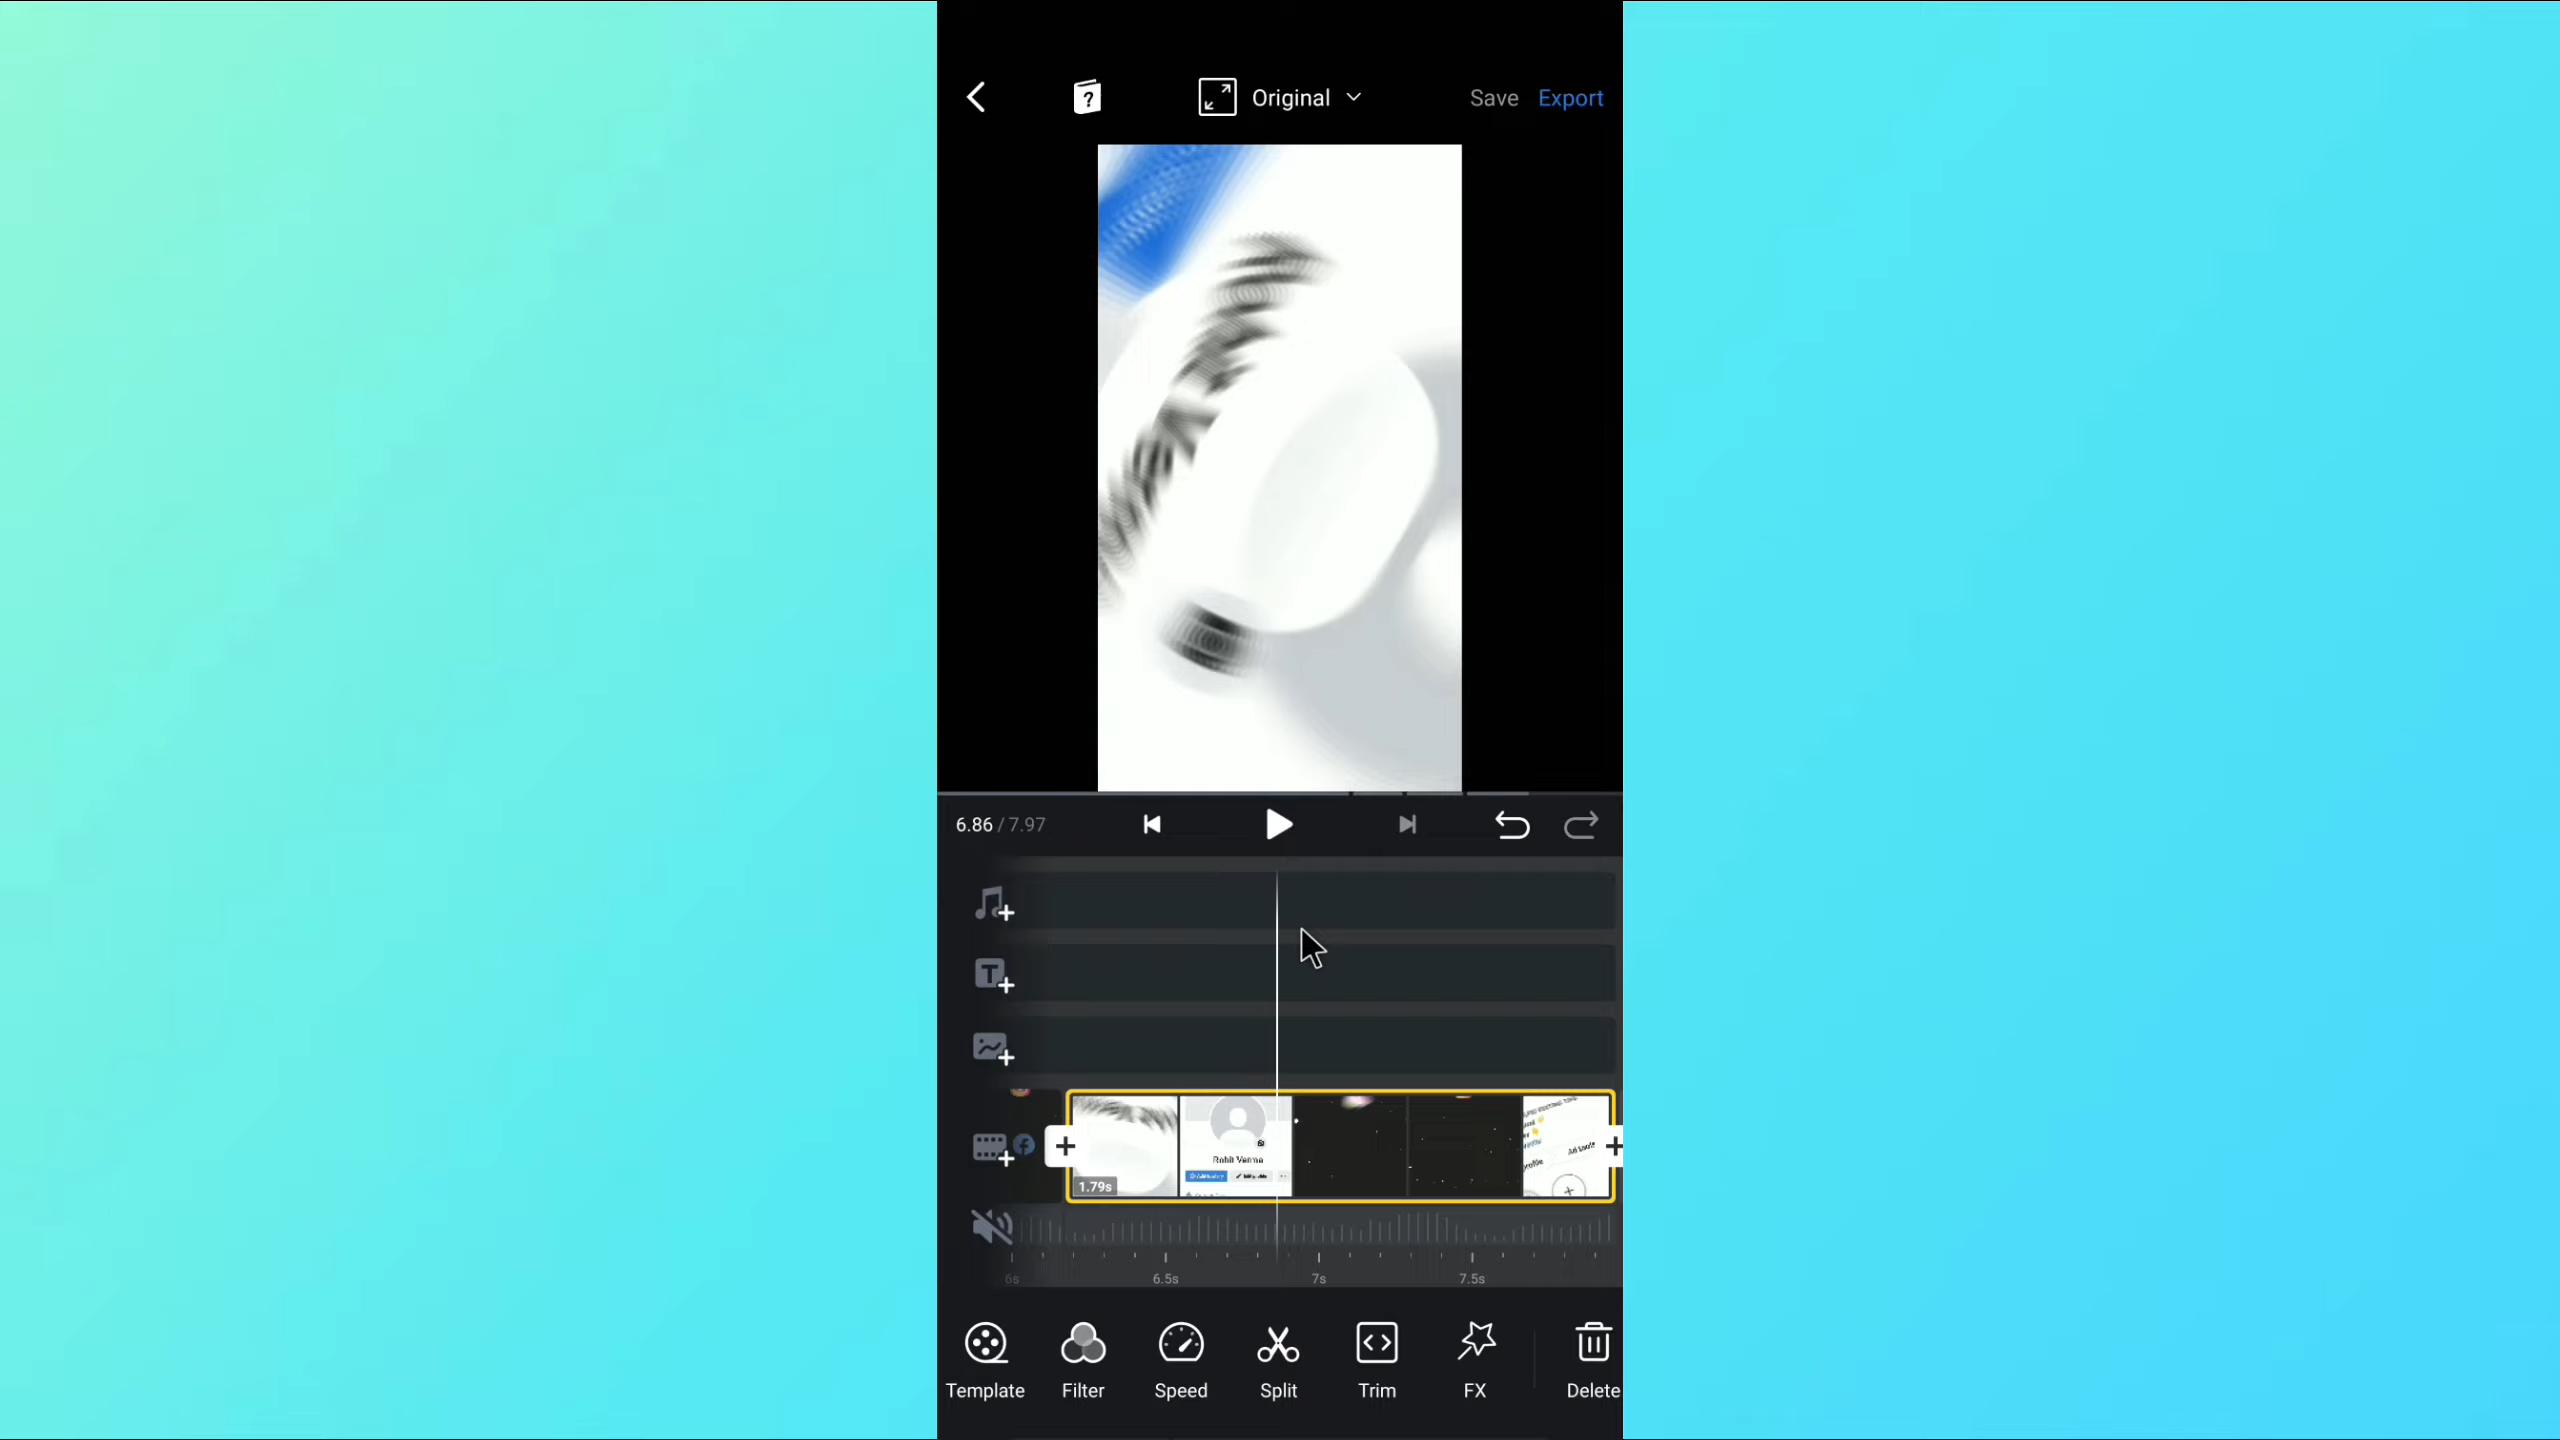 Original
Save
Export
6.86 / 7.97
Rohit Verma
1.79s
6s
6.5s
7s
7.5s
Template
Filter
Speed
Split
Trim
FX
Delete